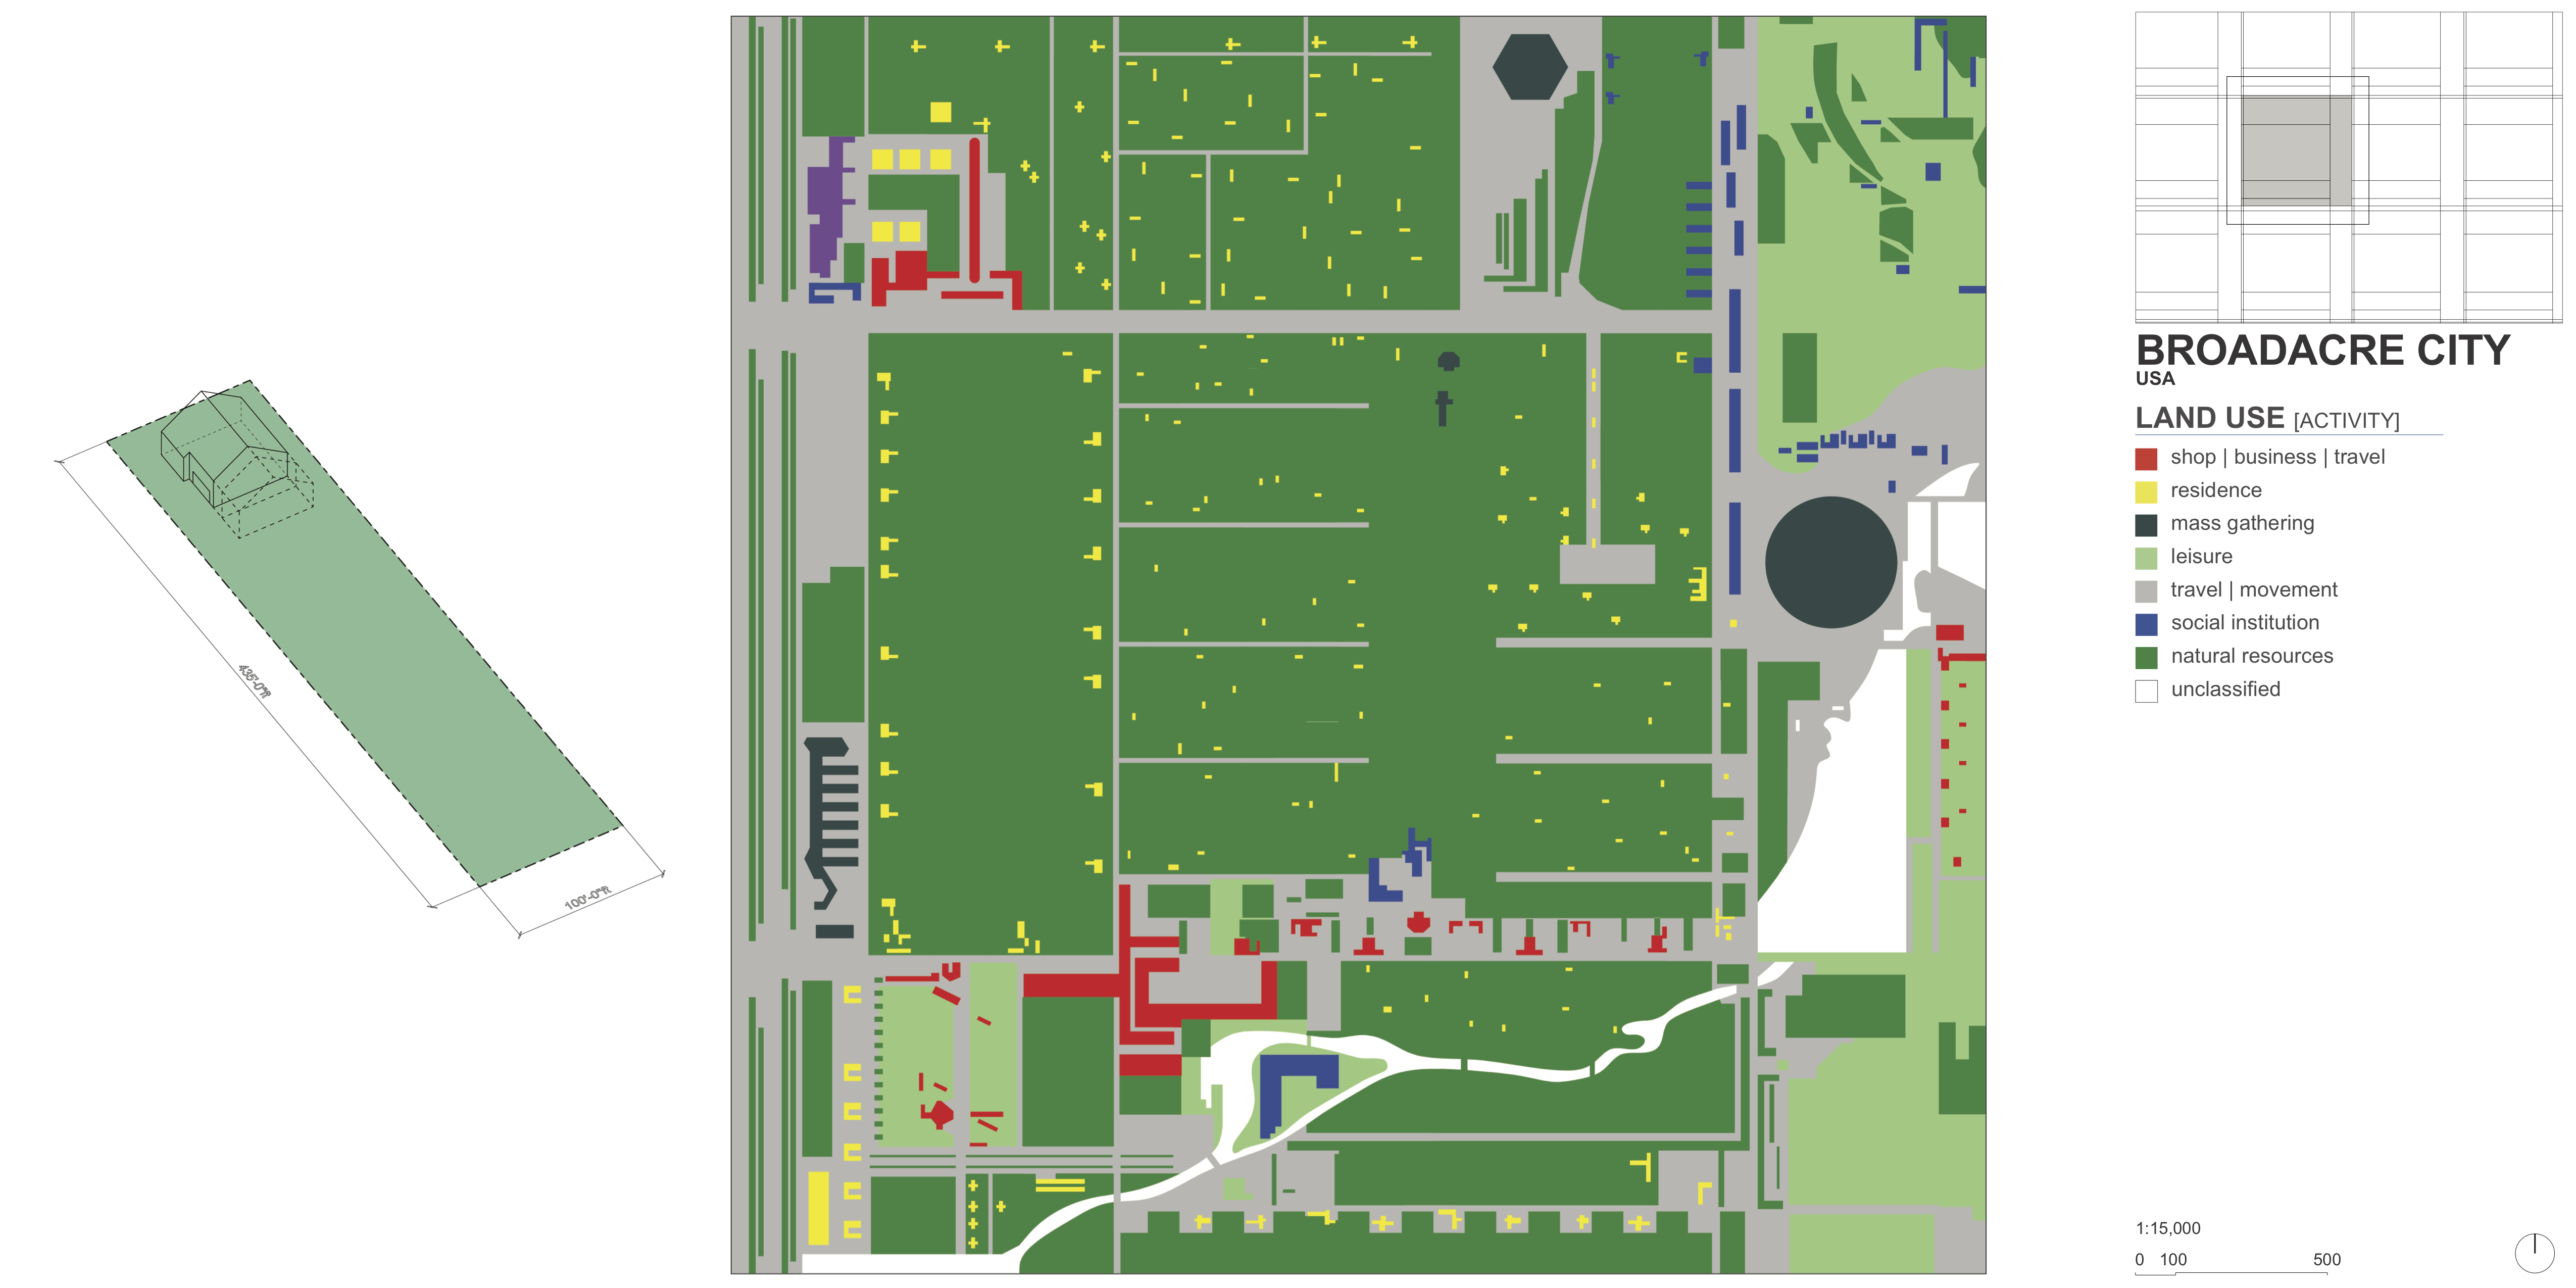 BROADACRE CITY
USA
LAND USE [ACTIVITY]
shop | business | travel
residence
mass gathering
leisure
travel | movement
social institution
natural resources
unclassified
435'-0"ft
100'-0"ft
1:15,000
0 100 500